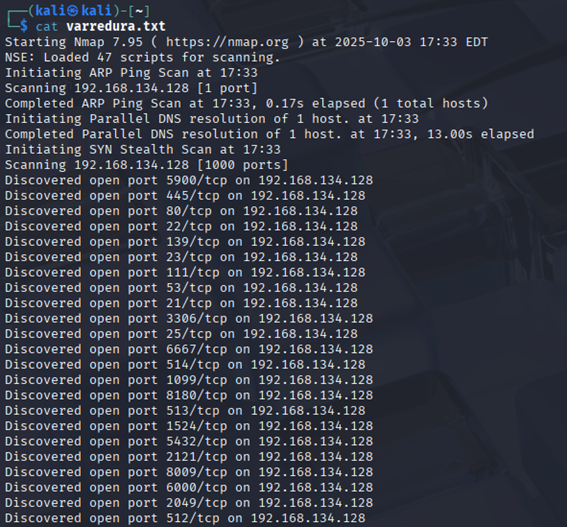 ┌──(kali㉿kali)-[~]
└─$ cat varredura.txt
Starting Nmap 7.95 ( https://nmap.org ) at 2025-10-03 17:33 EDT
NSE: Loaded 47 scripts for scanning.
Initiating ARP Ping Scan at 17:33
Scanning 192.168.134.128 [1 port]
Completed ARP Ping Scan at 17:33, 0.17s elapsed (1 total hosts)
Initiating Parallel DNS resolution of 1 host. at 17:33
Completed Parallel DNS resolution of 1 host. at 17:33, 13.00s elapsed
Initiating SYN Stealth Scan at 17:33
Scanning 192.168.134.128 [1000 ports]
Discovered open port 5900/tcp on 192.168.134.128
Discovered open port 445/tcp on 192.168.134.128
Discovered open port 80/tcp on 192.168.134.128
Discovered open port 22/tcp on 192.168.134.128
Discovered open port 139/tcp on 192.168.134.128
Discovered open port 23/tcp on 192.168.134.128
Discovered open port 111/tcp on 192.168.134.128
Discovered open port 53/tcp on 192.168.134.128
Discovered open port 21/tcp on 192.168.134.128
Discovered open port 3306/tcp on 192.168.134.128
Discovered open port 25/tcp on 192.168.134.128
Discovered open port 6667/tcp on 192.168.134.128
Discovered open port 514/tcp on 192.168.134.128
Discovered open port 1099/tcp on 192.168.134.128
Discovered open port 8180/tcp on 192.168.134.128
Discovered open port 513/tcp on 192.168.134.128
Discovered open port 1524/tcp on 192.168.134.128
Discovered open port 5432/tcp on 192.168.134.128
Discovered open port 2121/tcp on 192.168.134.128
Discovered open port 8009/tcp on 192.168.134.128
Discovered open port 6000/tcp on 192.168.134.128
Discovered open port 2049/tcp on 192.168.134.128
Discovered open port 512/tcp on 192.168.134.128